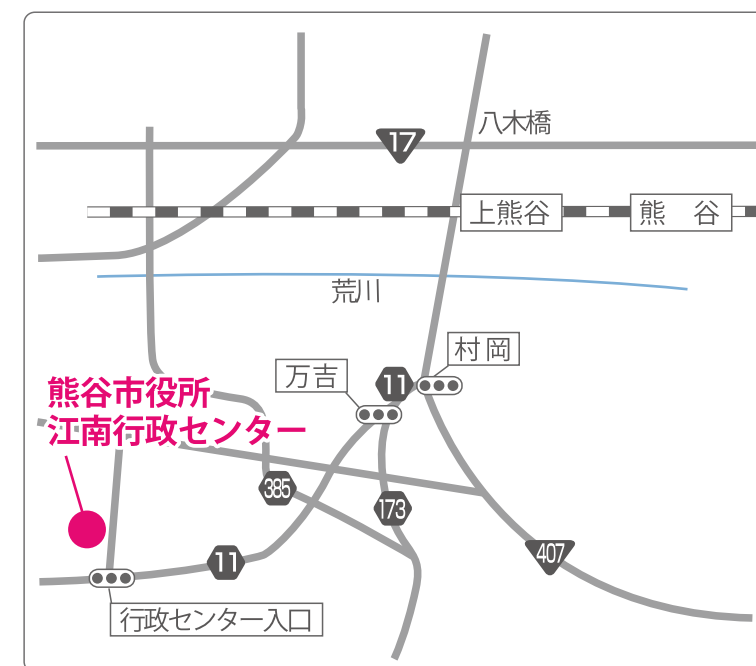 八木橋
17
上熊谷
熊　谷
荒川
村岡
万吉
11
熊谷市役所
江南行政センター
385
173
407
11
行政センター入口